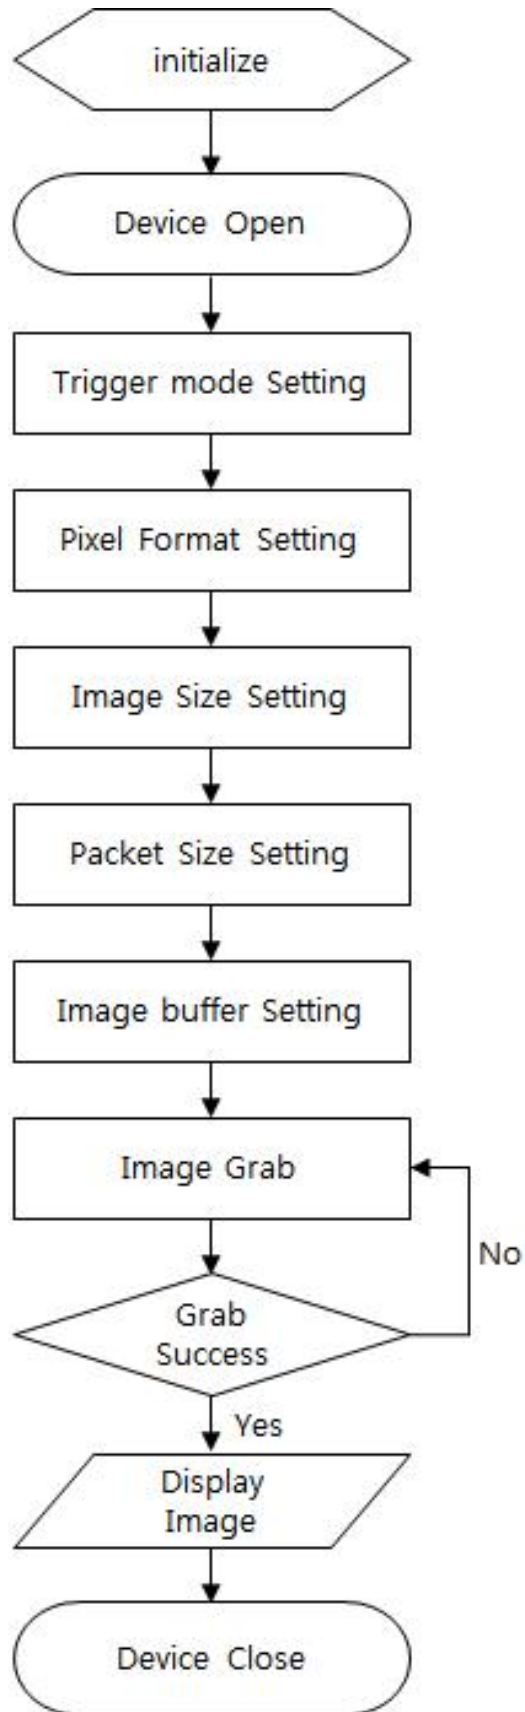 initialize
Device Open
Trigger mode Setting
Pixel Format Setting
Image Size Setting
Packet Size Setting
Image buffer Setting
Image Grab
No
Grab
Success
Yes
Display
Image
Device Close